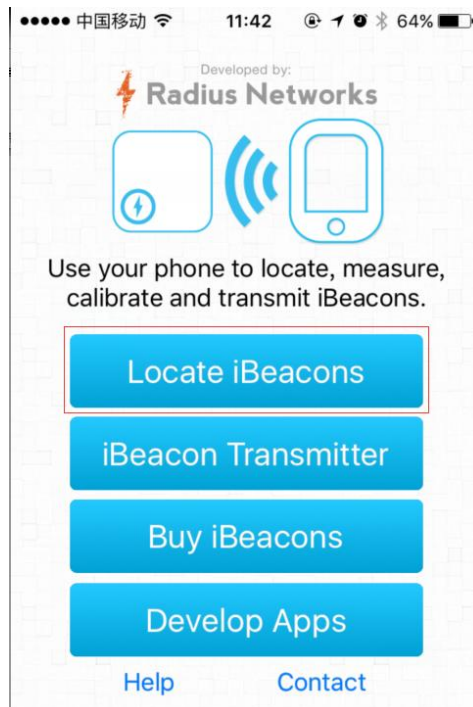 中国移动 11:42 64%
Developed by:
Radius Networks
Use your phone to locate, measure,
calibrate and transmit iBeacons.
Locate iBeacons
iBeacon Transmitter
Buy iBeacons
Develop Apps
Help Contact